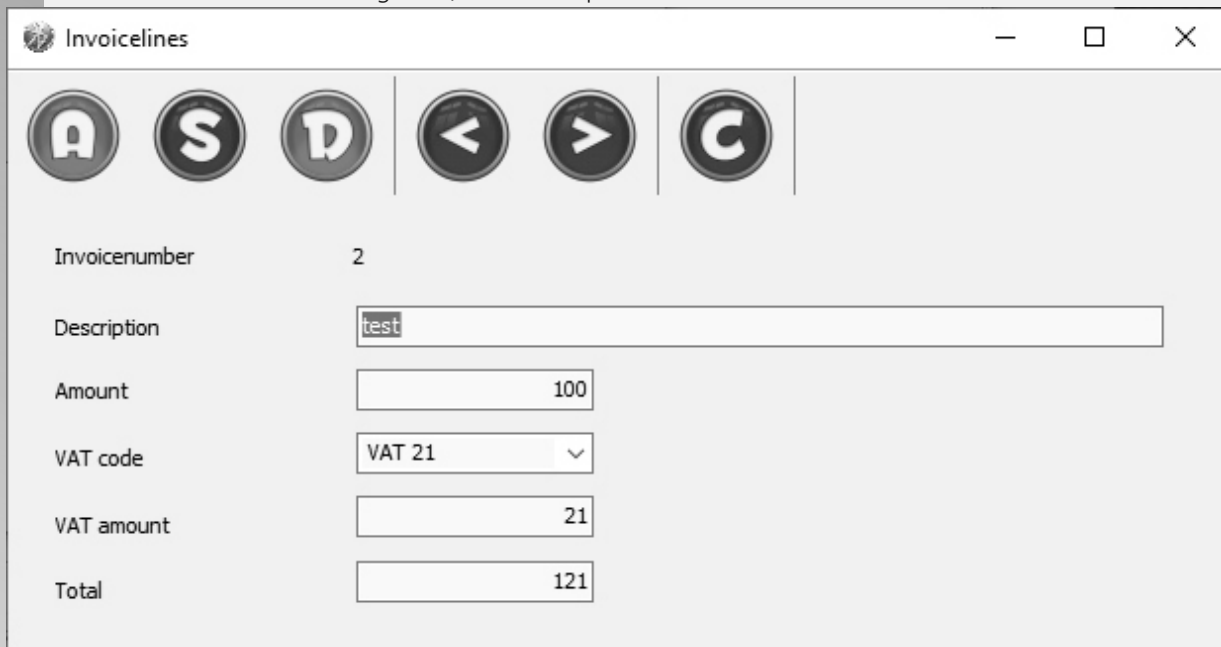 Invoicelines
A S D < > C
Invoicenumber 2
Description test
Amount 100
VAT code VAT 21
VAT amount 21
Total 121